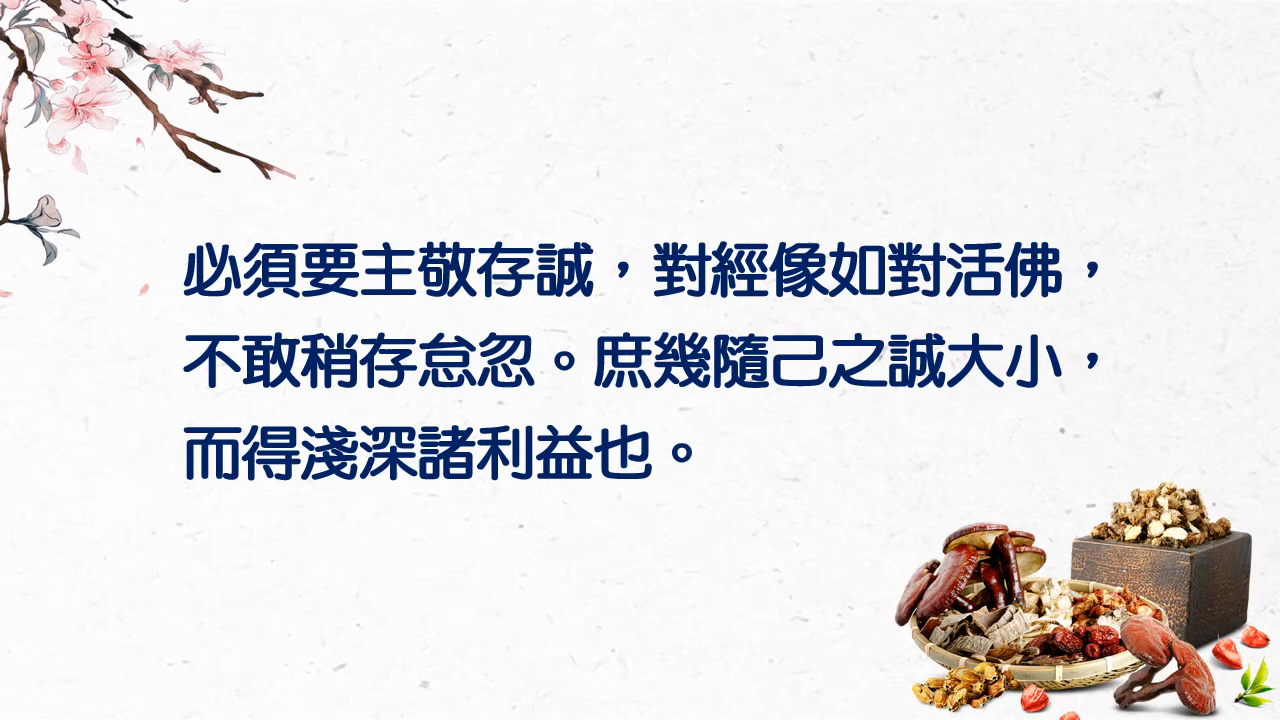 必須要主敬存誠，對經像如對活佛，
不敢稍存怠忽。庶幾隨己之誠大小，
而得淺深諸利益也。